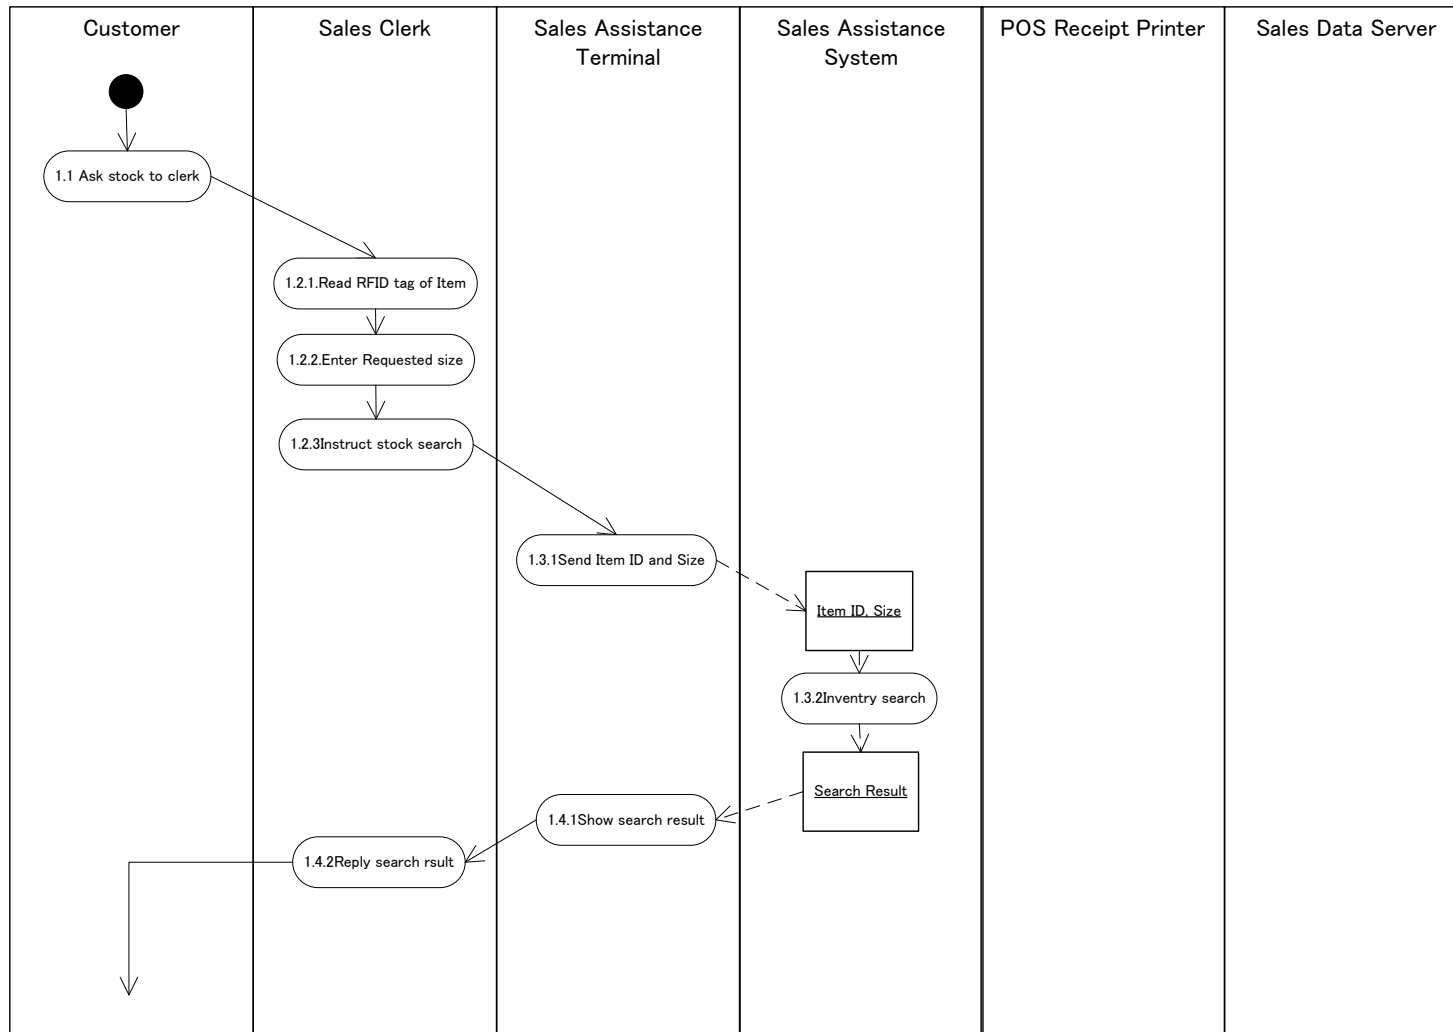 Customer
Sales Clerk
Sales Assistance
Terminal
Sales Assistance
System
POS Receipt Printer
Sales Data Server
1.1 Ask stock to clerk
1.2.1.Read RFID tag of Item
1.2.2.Enter Requested size
1.2.3Instruct stock search
1.3.1Send Item ID and Size
Item ID, Size
1.3.2Inventry search
Search Result
1.4.1Show search result
1.4.2Reply search rsult